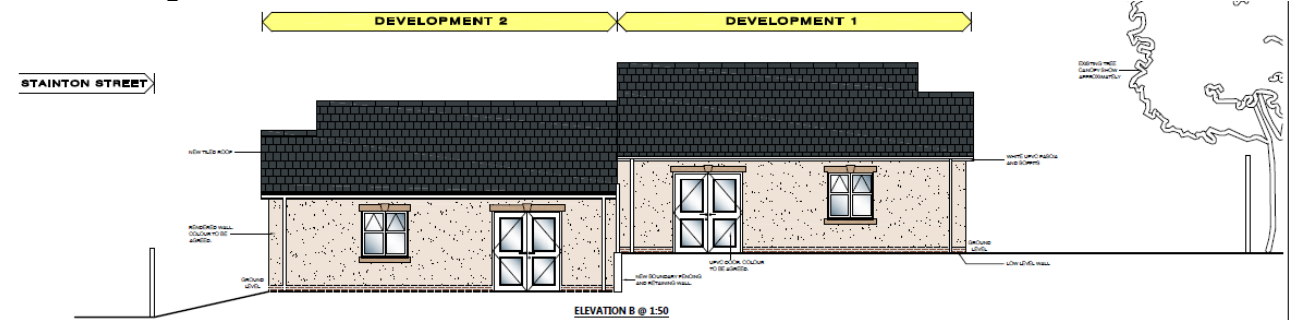 DEVELOPMENT 2
DEVELOPMENT 1
STAINTON STREET
EXISTING TREE
CANOPY SHOW
APPROXIMATELY
NEW TILED ROOF
WHITE UPVC FASCIA
AND SOFFITS
RENDERED WALL
COLOUR TO BE
AGREED.
GROUND
LEVEL
UPVC DOOR. COLOUR
TO BE AGREED.
LOW LEVEL WALL
GROUND
LEVEL
NEW BOUNDARY FENCING
AND RETAINING WALL.
ELEVATION B @ 1:50